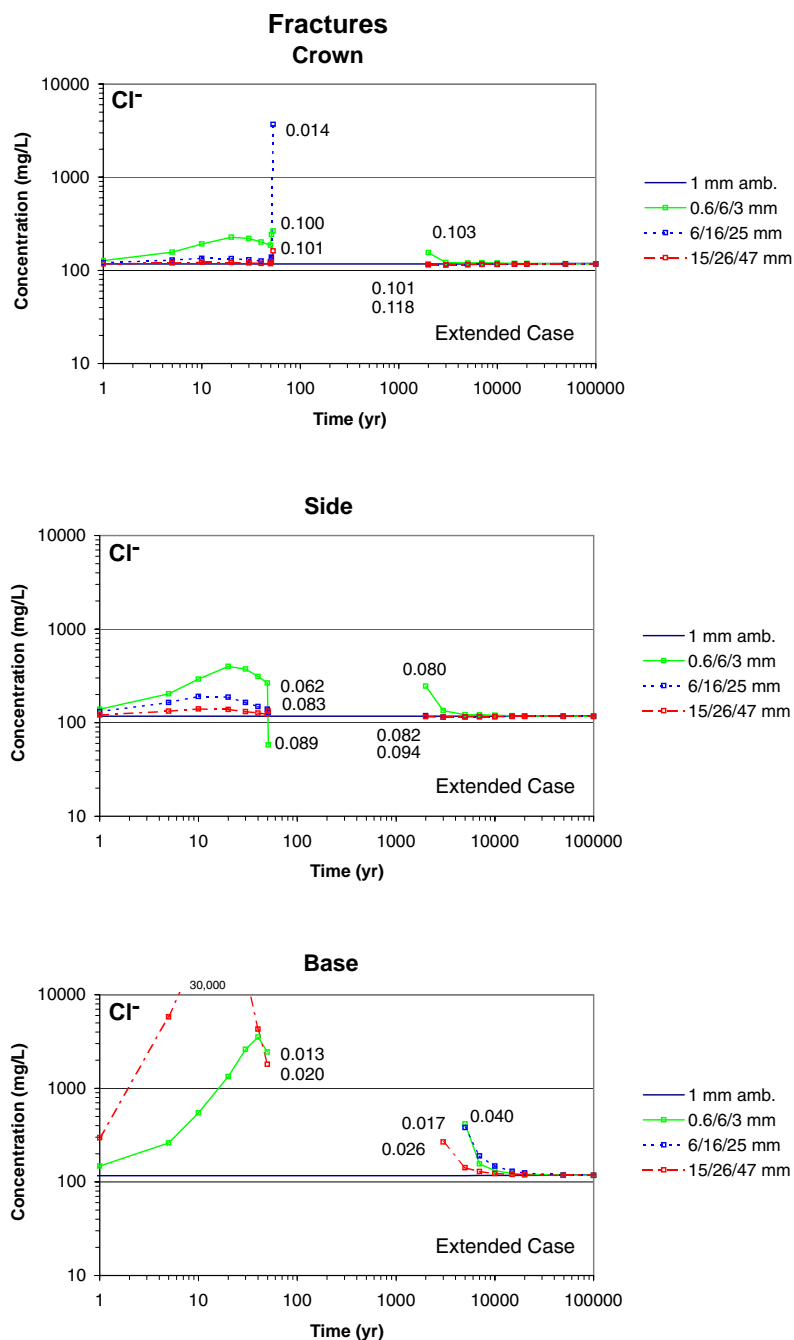 Fractures
Crown
Cl-
10000
1000
100
10
Concentration (mg/L)
0.014
0.100
0.101
0.103
0.101
0.118
Extended Case
1 10 100 1000 10000 100000
Time (yr)
1 mm amb.
0.6/6/3 mm
6/16/25 mm
15/26/47 mm
Side
Cl-
10000
1000
100
10
Concentration (mg/L)
0.062
0.083
0.089
0.080
0.082
0.094
Extended Case
1 10 100 1000 10000 100000
Time (yr)
1 mm amb.
0.6/6/3 mm
6/16/25 mm
15/26/47 mm
Base
30,000
Cl-
10000
1000
100
10
Concentration (mg/L)
0.013
0.020
0.017
0.026
0.040
Extended Case
1 10 100 1000 10000 100000
Time (yr)
1 mm amb.
0.6/6/3 mm
6/16/25 mm
15/26/47 mm